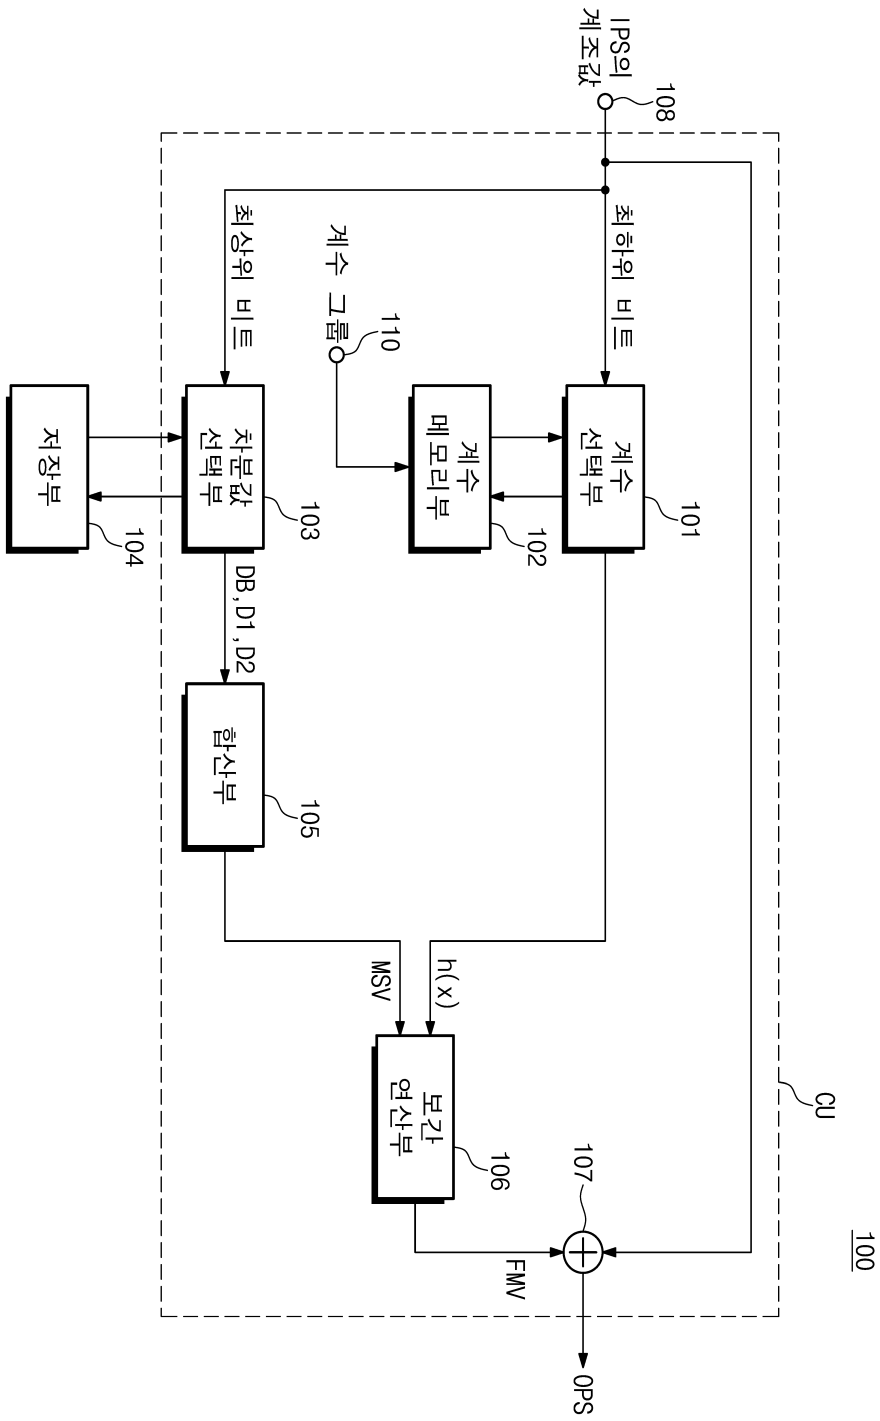 100
CU
IPS의
계조값
108
최하위 비트
계수
선택부
101
계수
메모리부
102
계수 그룹
110
h(x)
최상위 비트
차분값
선택부
103
저장부
104
DB,D1,D2
합산부
105
MSV
보간
연산부
106
FMV
107
OPS